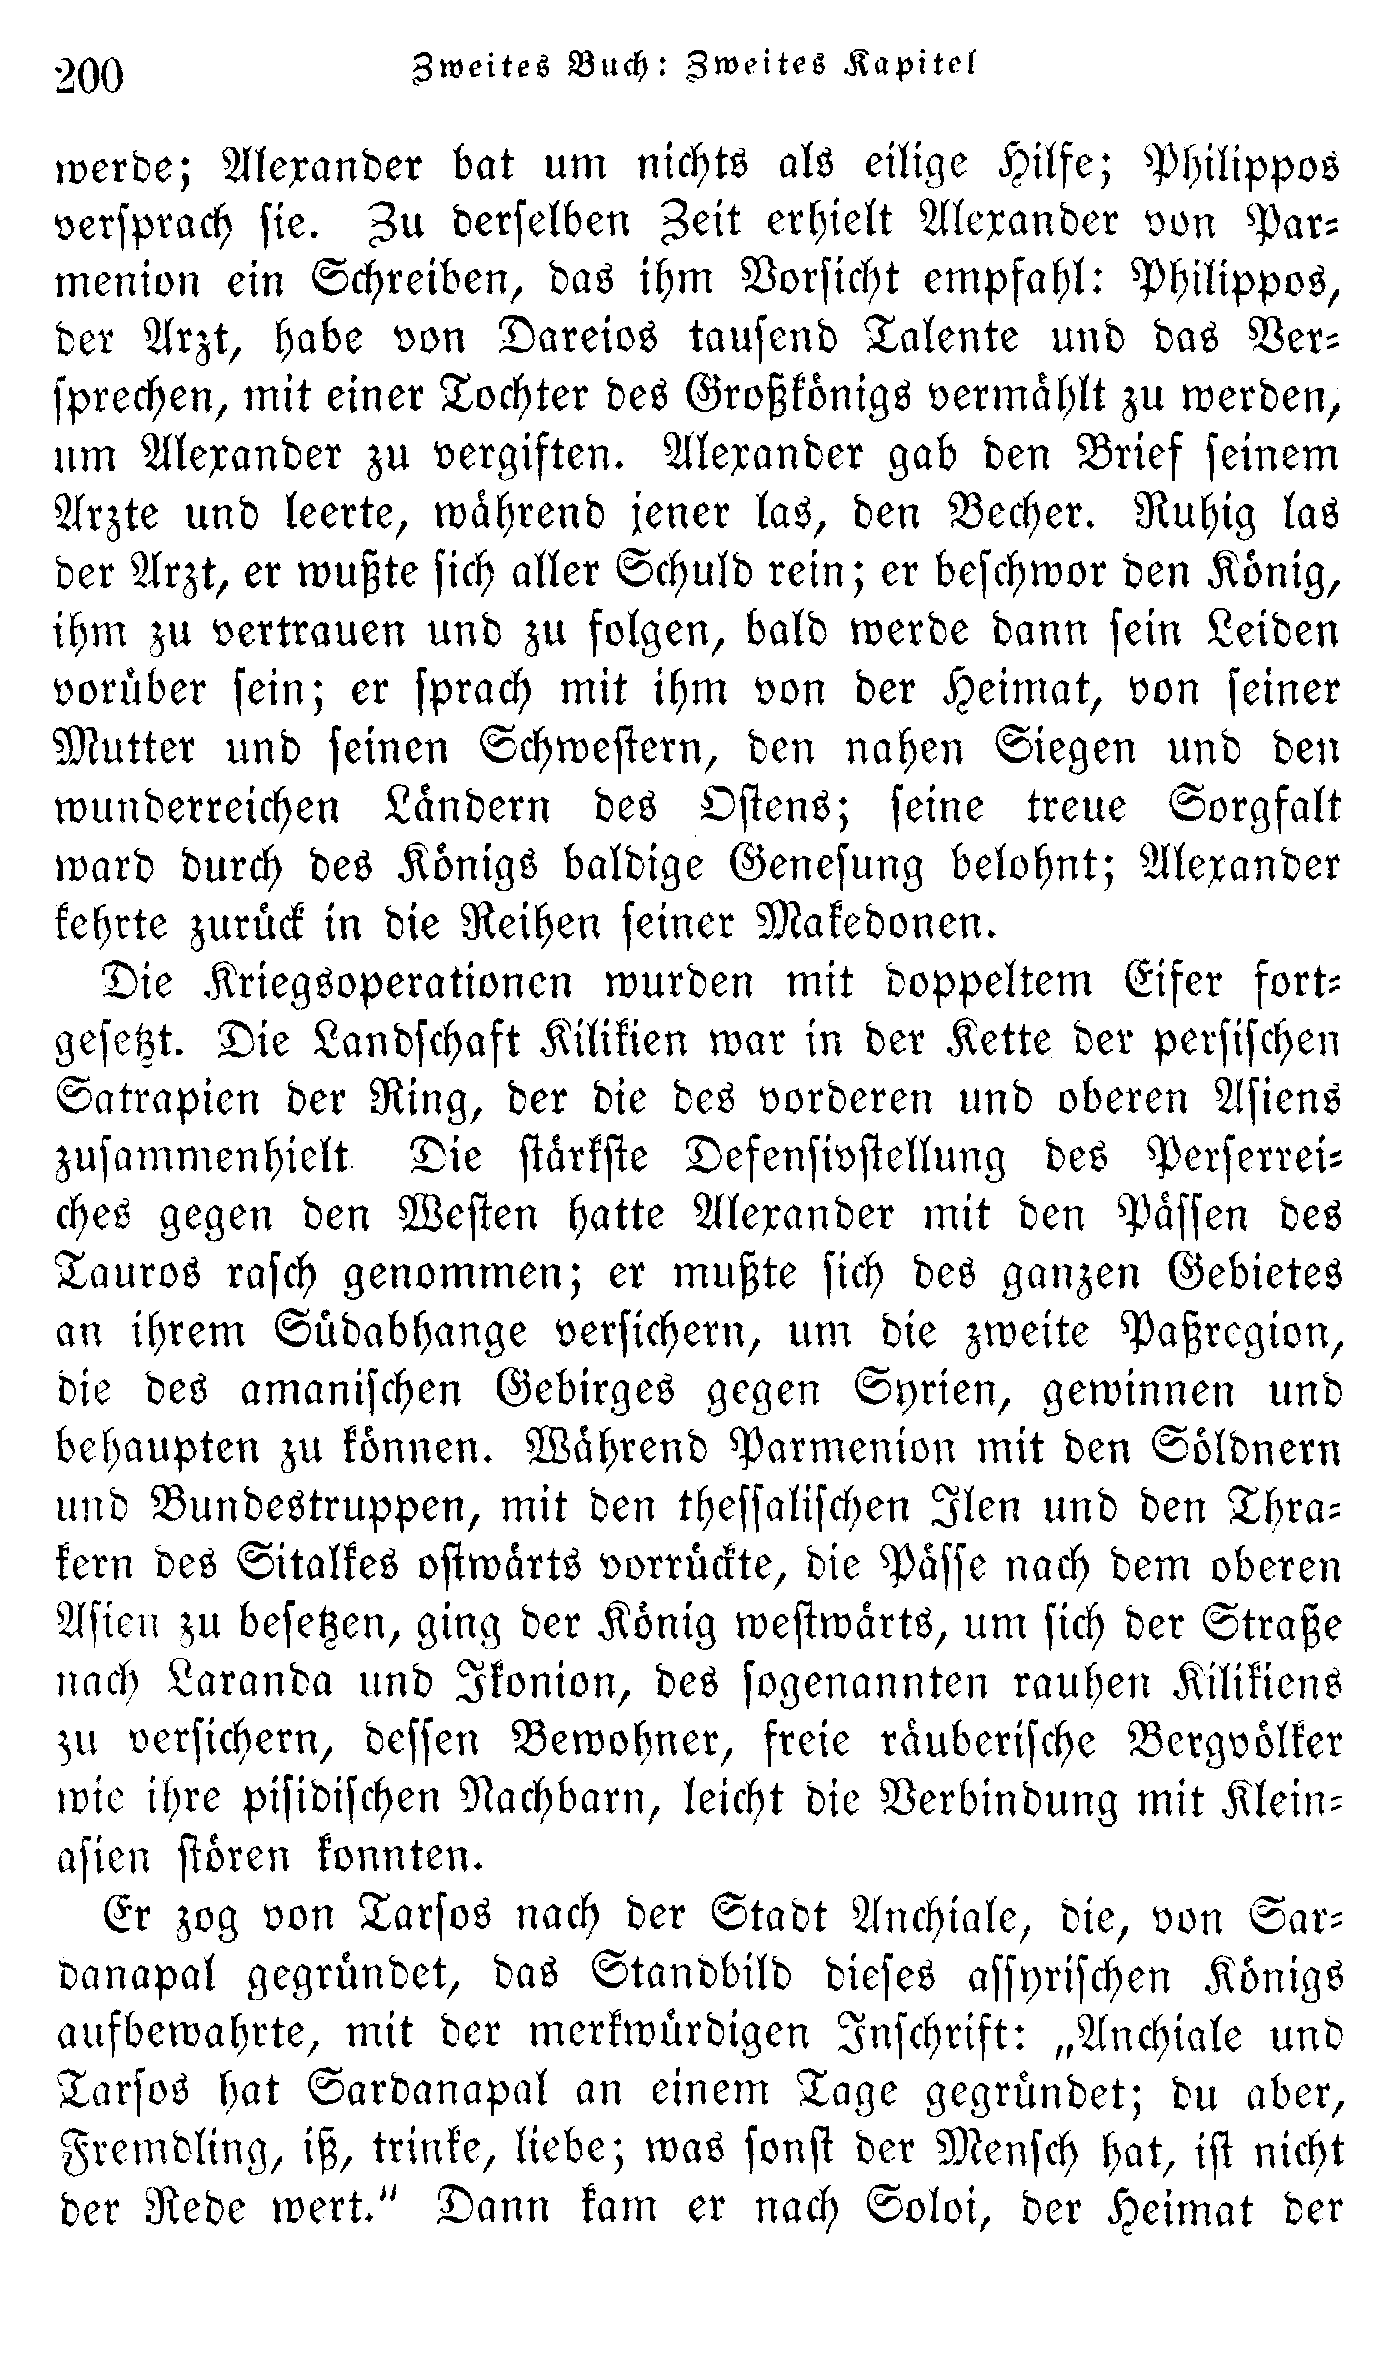 200
Zweites Buch: Zweites Kapitel
werde; Alexander bat um nichts als eilige Hilfe; Philippos
versprach sie. Zu derselben Zeit erhielt Alexander von Par-
menion ein Schreiben, das ihm Vorsicht empfahl: Philippos,
der Arzt, habe von Dareios tausend Talente und das Ver-
sprechen, mit einer Tochter des Großkönigs vermählt zu werden,
um Alexander zu vergiften. Alexander gab den Brief seinem
Arzte und leerte, während jener las, den Becher. Ruhig las
der Arzt, er wußte sich aller Schuld rein; er beschwor den König,
ihm zu vertrauen und zu folgen, bald werde dann sein Leiden
vorüber sein; er sprach mit ihm von der Heimat, von seiner
Mutter und seinen Schwestern, den nahen Siegen und den
wunderreichen Ländern des Ostens; seine treue Sorgfalt
ward durch des Königs baldige Genesung belohnt; Alexander
kehrte zurück in die Reihen seiner Makedonen.
Die Kriegsoperationen wurden mit doppeltem Eifer fort-
gesetzt. Die Landschaft Kilikien war in der Kette der persischen
Satrapien der Ring, der die des vorderen und oberen Asiens
zusammenhielt. Die stärkste Defensivstellung des Perserrei-
ches gegen den Westen hatte Alexander mit den Pässen des
Tauros rasch genommen; er mußte sich des ganzen Gebietes
an ihrem Südabhange versichern, um die zweite Paßregion,
die des amanischen Gebirges gegen Syrien, gewinnen und
behaupten zu können. Während Parmenion mit den Söldnern
und Bundestruppen, mit den thessalischen Ilen und den Thra-
kern des Sitalkes ostwärts vorrückte, die Pässe nach dem oberen
Asien zu besetzen, ging der König westwärts, um sich der Straße
nach Laranda und Ikonion, des sogenannten rauhen Kilikiens
zu versichern, dessen Bewohner, freie räuberische Bergvölker
wie ihre pisidischen Nachbarn, leicht die Verbindung mit Klein-
asien stören konnten.
Er zog von Tarsos nach der Stadt Anchiale, die, von Sar-
danapal gegründet, das Standbild dieses assyrischen Königs
aufbewahrte, mit der merkwürdigen Inschrift: „Anchiale und
Tarsos hat Sardanapal an einem Tage gegründet; du aber,
Fremdling, iß, trinke, liebe; was sonst der Mensch hat, ist nicht
der Rede wert.“ Dann kam er nach Soloi, der Heimat der